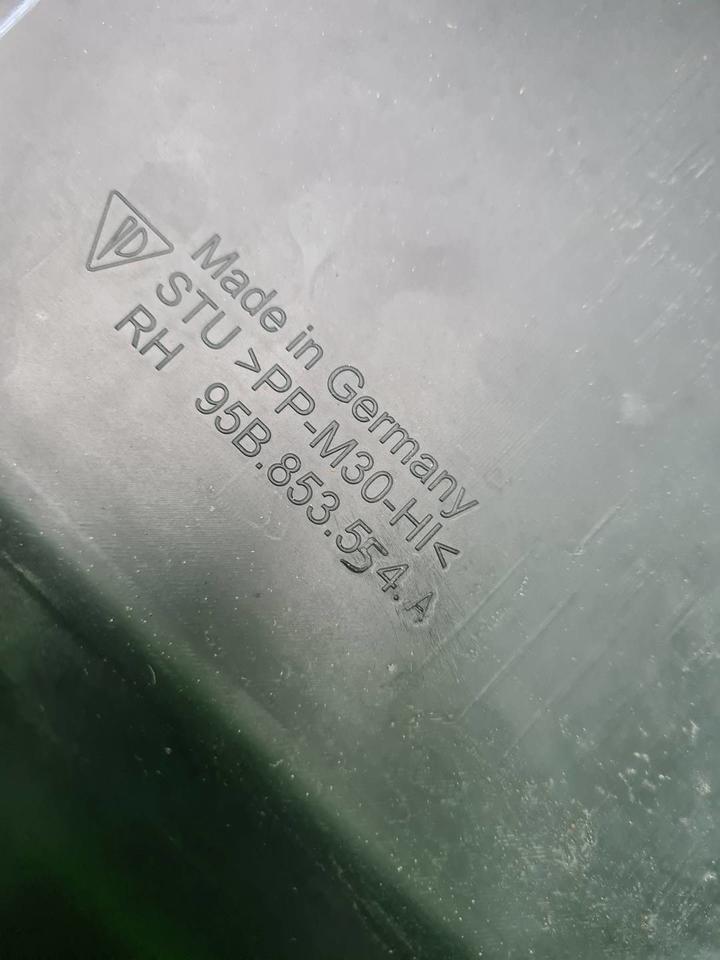 Made in Germany
STU >PP-M30-HI<
RH 95B.853.554.A